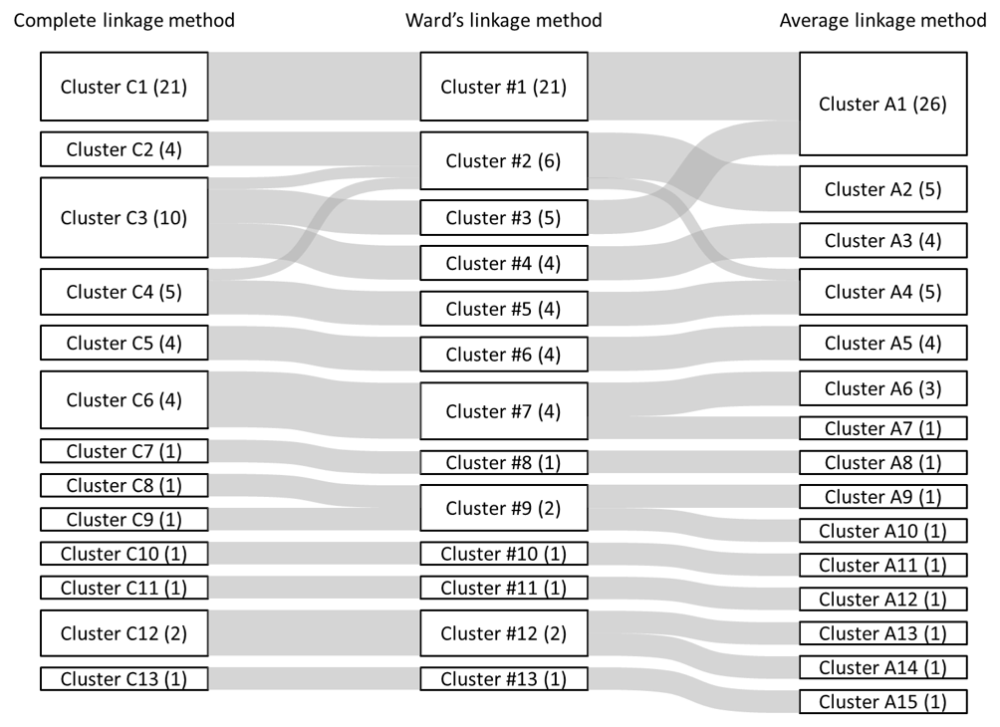 Complete linkage method
Ward’s linkage method
Average linkage method
Cluster C1 (21)
Cluster C2 (4)
Cluster C3 (10)
Cluster C4 (5)
Cluster C5 (4)
Cluster C6 (4)
Cluster C7 (1)
Cluster C8 (1)
Cluster C9 (1)
Cluster C10 (1)
Cluster C11 (1)
Cluster C12 (2)
Cluster C13 (1)
Cluster #1 (21)
Cluster #2 (6)
Cluster #3 (5)
Cluster #4 (4)
Cluster #5 (4)
Cluster #6 (4)
Cluster #7 (4)
Cluster #8 (1)
Cluster #9 (2)
Cluster #10 (1)
Cluster #11 (1)
Cluster #12 (2)
Cluster #13 (1)
Cluster A1 (26)
Cluster A2 (5)
Cluster A3 (4)
Cluster A4 (5)
Cluster A5 (4)
Cluster A6 (3)
Cluster A7 (1)
Cluster A8 (1)
Cluster A9 (1)
Cluster A10 (1)
Cluster A11 (1)
Cluster A12 (1)
Cluster A13 (1)
Cluster A14 (1)
Cluster A15 (1)